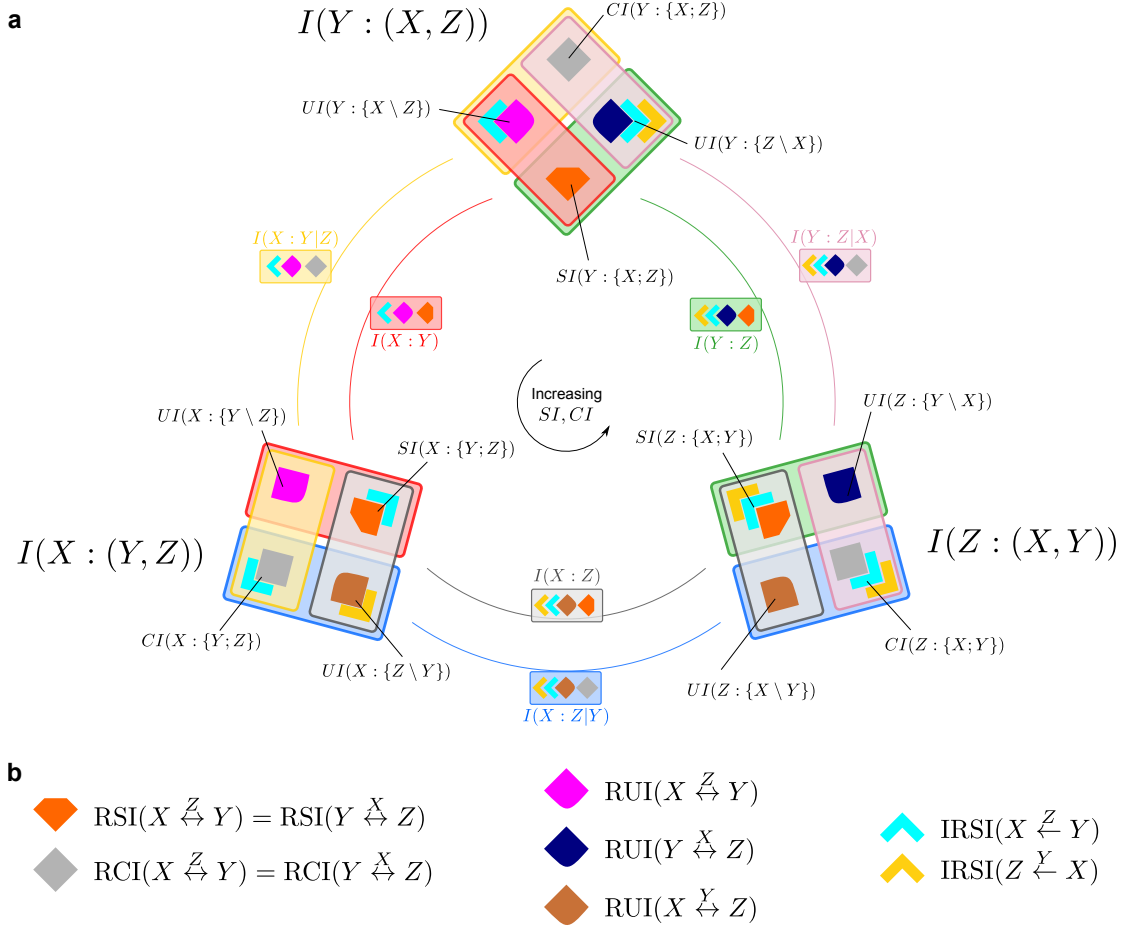 a
I(Y : (X, Z))
CI(Y : {X; Z})
UI(Y : {X \ Z})
UI(Y : {Z \ X})
SI(Y : {X; Z})
I(X : Y|Z)
I(Y : Z|X)
I(X : Y)
I(Y : Z)
Increasing
SI, CI
UI(X : {Y \ Z})
SI(X : {Y; Z})
SI(Z : {X; Y})
UI(Z : {Y \ X})
I(X : (Y, Z))
I(Z : (X, Y))
I(X : Z)
CI(X : {Y; Z})
UI(X : {Z \ Y})
UI(Z : {X \ Y})
CI(Z : {X; Y})
I(X : Z|Y)
b
RSI(X Z↔ Y) = RSI(Y X↔ Z)
RCI(X Z↔ Y) = RCI(Y X↔ Z)
RUI(X Z↔ Y)
RUI(Y X↔ Z)
RUI(X Y↔ Z)
IRSI(X Z← Y)
IRSI(Z Y← X)